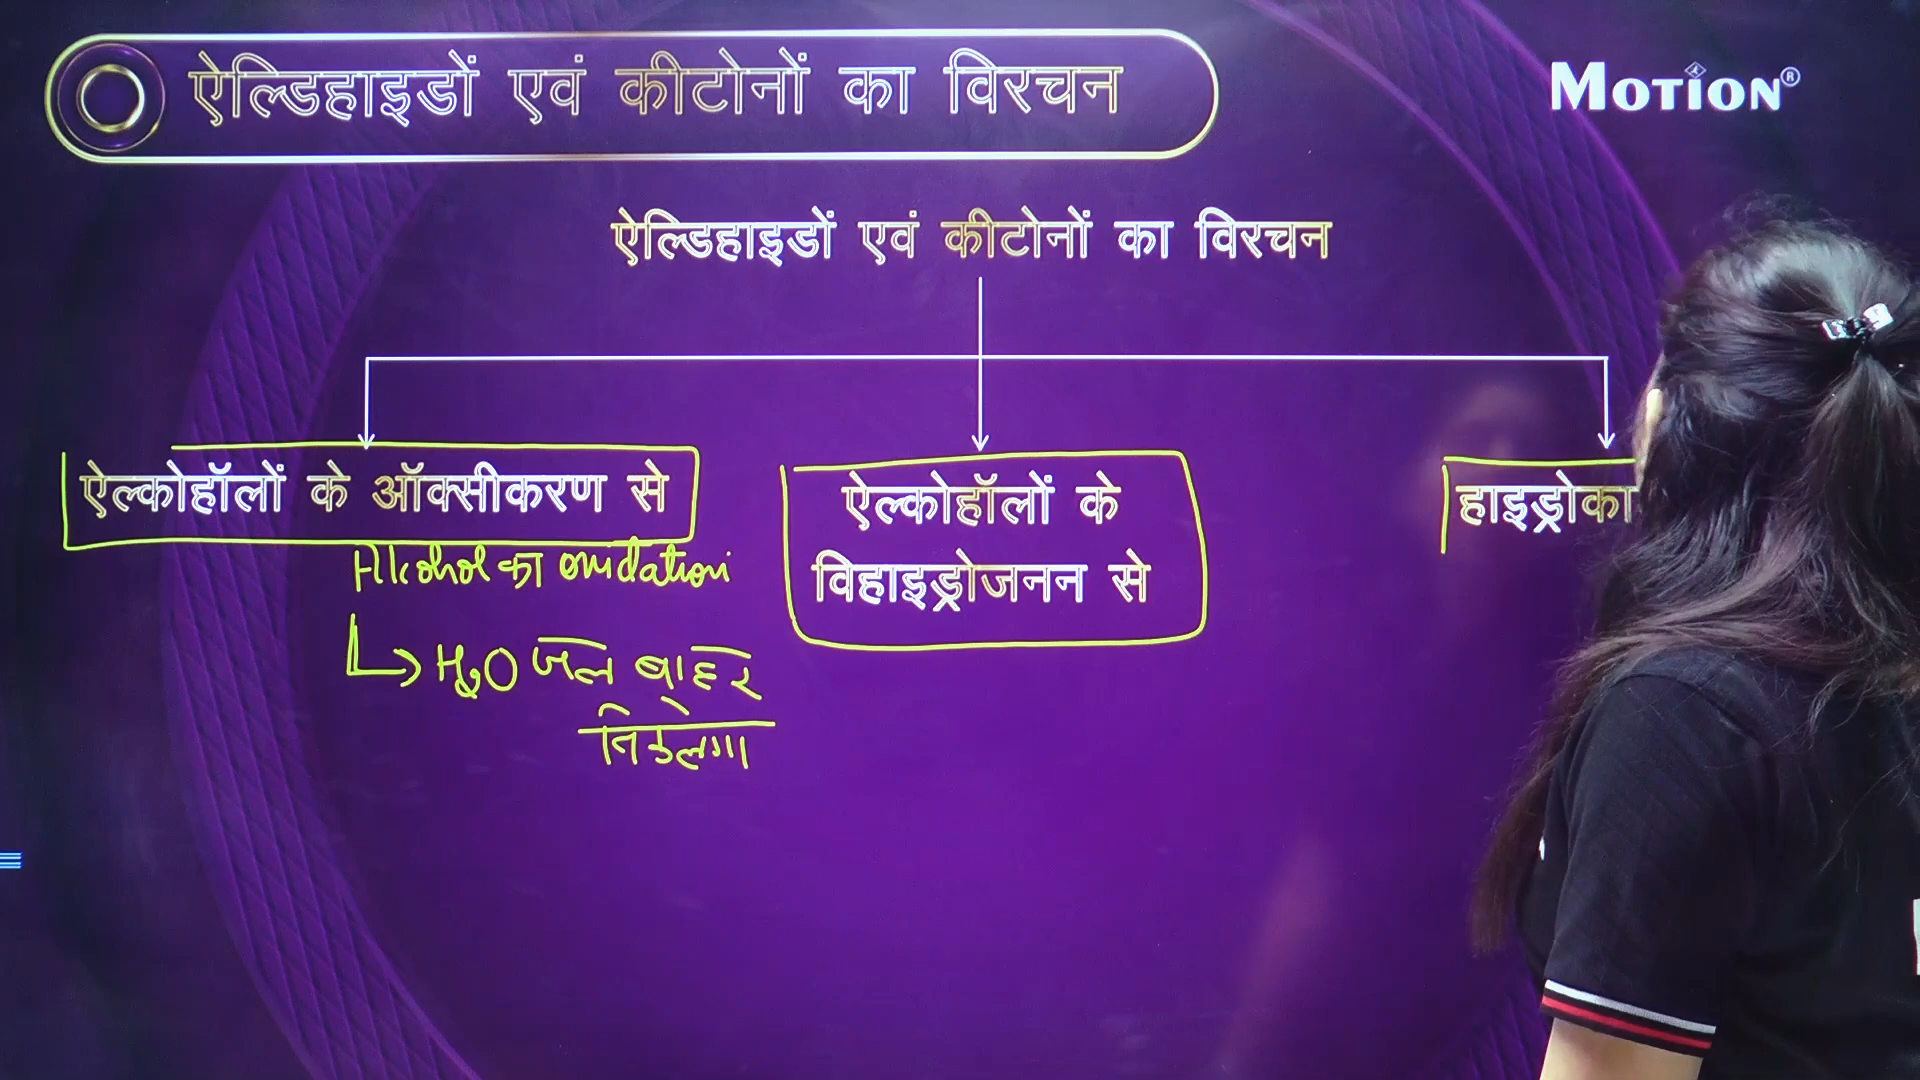 ऐल्डिहाइडों एवं कीटोनों का विरचन
MOTION®
ऐल्डिहाइडों एवं कीटोनों का विरचन
ऐल्कोहॉलों के ऑक्सीकरण से
Alcohol का oxidation
H₂O जल बाहर
निकलेगा
ऐल्कोहॉलों के
विहाइड्रोजनन से
हाइड्रोका